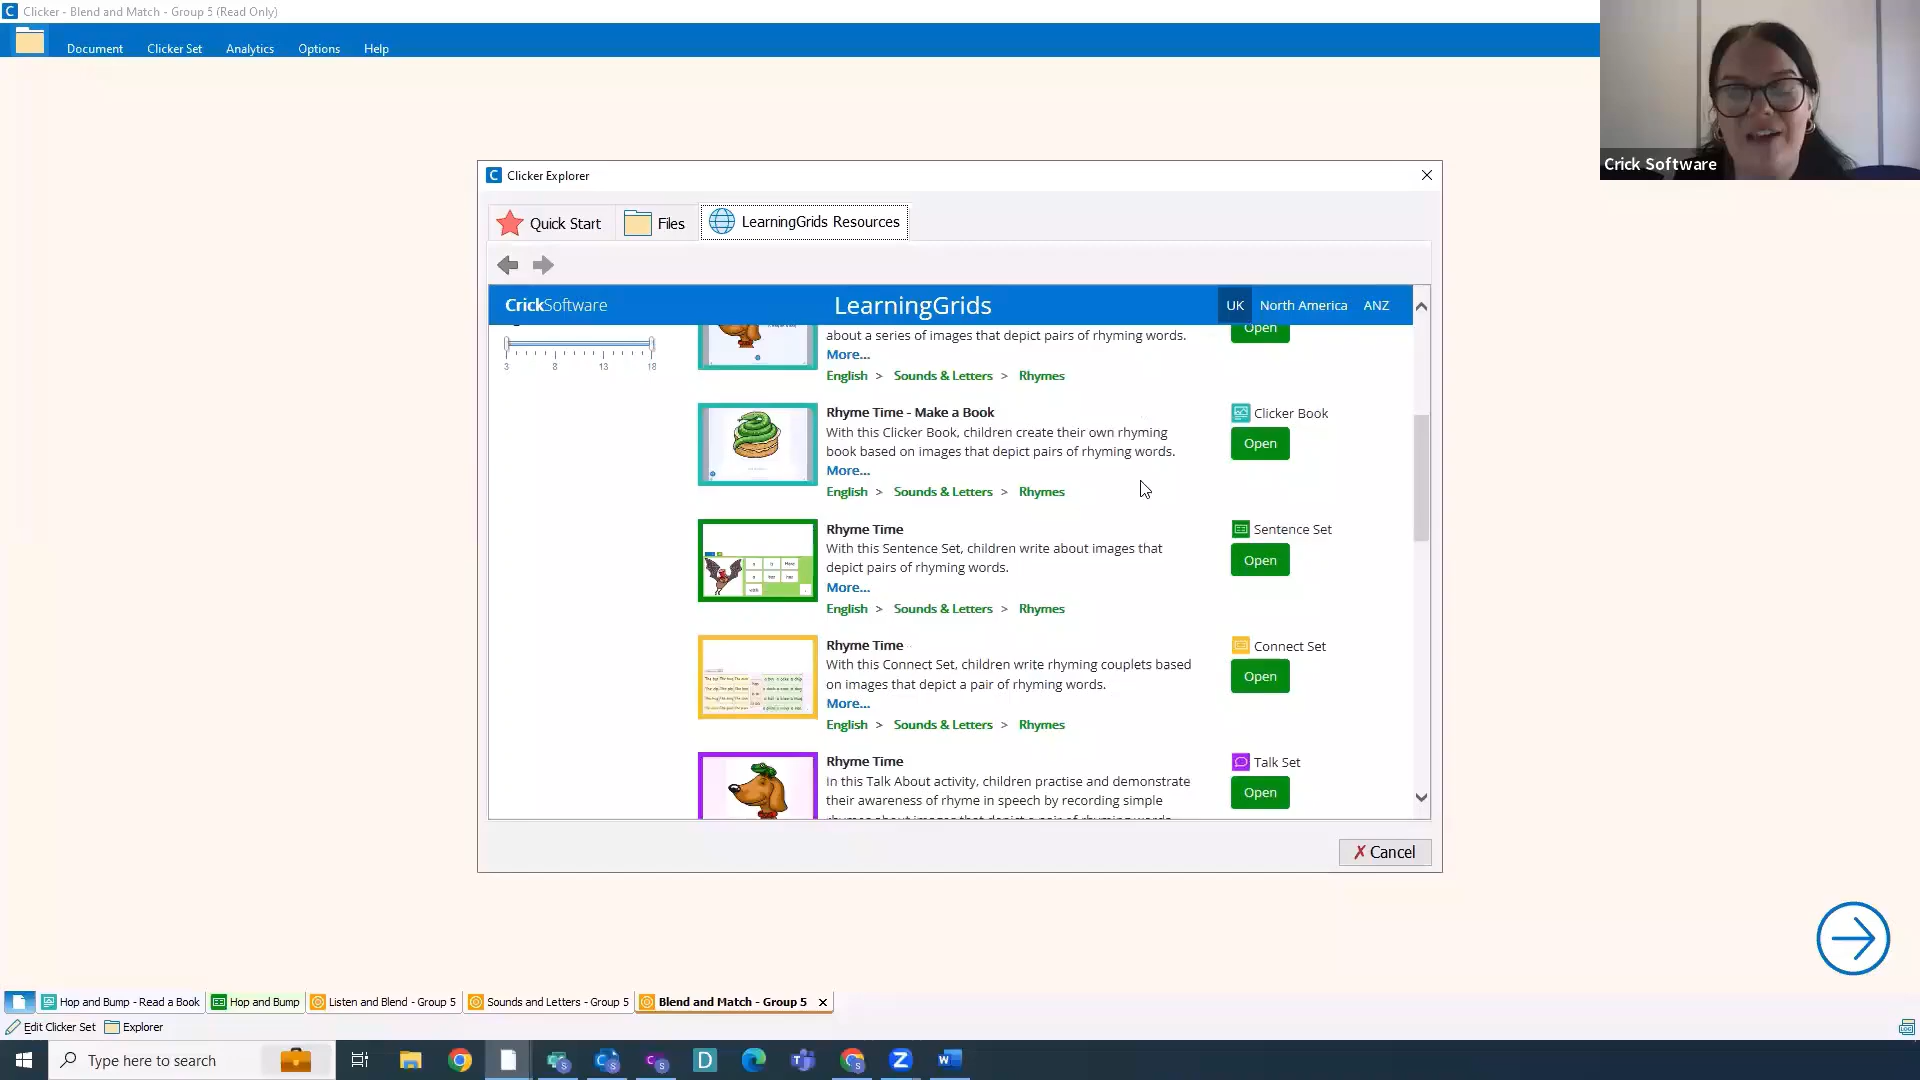 Clicker - Blend and Match - Group 5 (Read Only)
Document Clicker Set Analytics Options Help
Crick Software
Clicker Explorer
Quick Start Files LearningGrids Resources
CrickSoftware LearningGrids UK North America ANZ
3 8 13 18
about a series of images that depict pairs of rhyming words.
Open
More...
English > Sounds & Letters > Rhymes
Rhyme Time - Make a Book
Clicker Book
With this Clicker Book, children create their own rhyming
book based on images that depict pairs of rhyming words.
Open
More...
English > Sounds & Letters > Rhymes
Rhyme Time
Sentence Set
With this Sentence Set, children write about images that
depict pairs of rhyming words.
Open
More...
English > Sounds & Letters > Rhymes
Rhyme Time
Connect Set
With this Connect Set, children write rhyming couplets based
on images that depict a pair of rhyming words.
Open
More...
English > Sounds & Letters > Rhymes
Rhyme Time
Talk Set
In this Talk About activity, children practise and demonstrate
their awareness of rhyme in speech by recording simple
Open
Cancel
Hop and Bump - Read a Book Hop and Bump Listen and Blend - Group 5 Sounds and Letters - Group 5 Blend and Match - Group 5
Edit Clicker Set Explorer
Type here to search